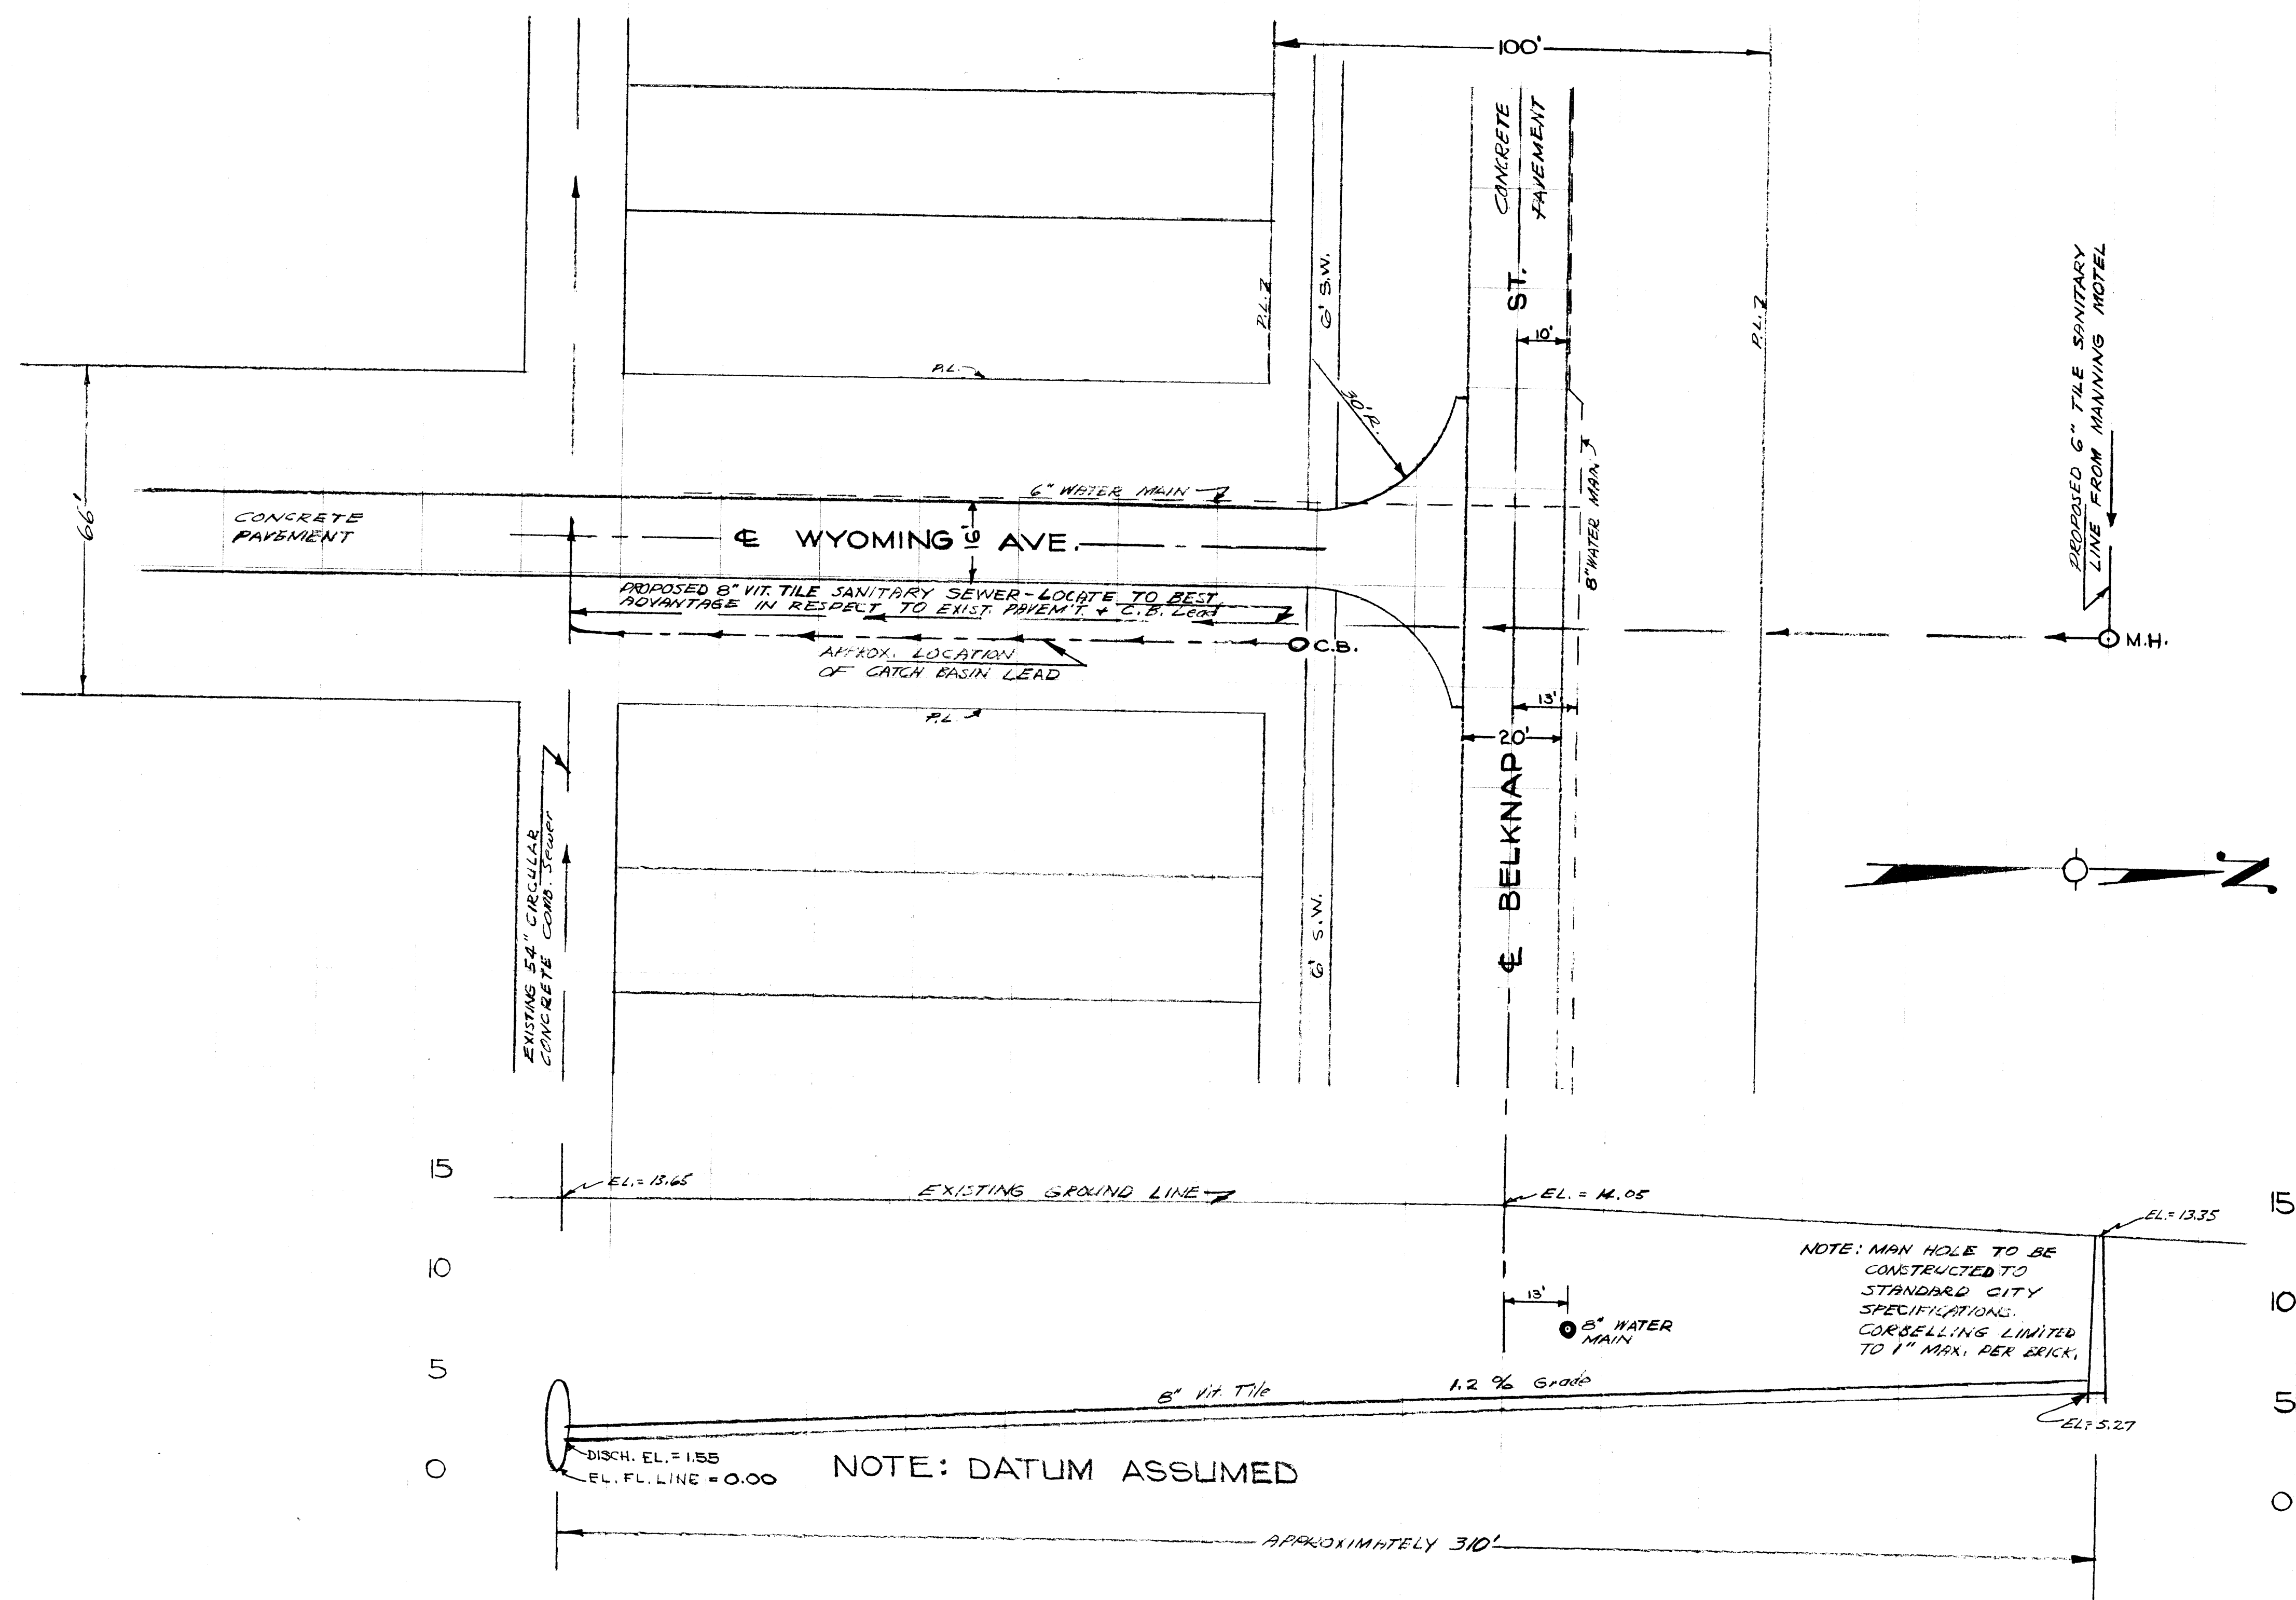 100'
CONCRETE
PAVEMENT
P.L.
6' S.W.
ST.
10'
P.L.
PROPOSED 6" TILE SANITARY
LINE FROM MANNING MOTEL
P.L.
30' R.
66'
CONCRETE
PAVEMENT
6" WATER MAIN
8" WATER MAIN
℄ WYOMING AVE.
16'
PROPOSED 8" VIT. TILE SANITARY SEWER-LOCATE TO BEST
ADVANTAGE IN RESPECT TO EXIST. PAVEM'T. + C.B. Lead
C.B.
M.H.
APPROX. LOCATION
OF CATCH BASIN LEAD
P.L.
13'
20'
℄ BELKNAP
EXISTING 54" CIRCULAR
CONCRETE COMB. Sewer
6' S.W.
N
15
EL.= 13.65
EXISTING GROUND LINE
EL. = 14.05
EL.= 13.35
15
10
NOTE: MAN HOLE TO BE
CONSTRUCTED TO
STANDARD CITY
SPECIFICATIONS.
CORBELLING LIMITED
TO 1" MAX. PER BRICK.
10
13'
8" WATER
MAIN
5
8" Vit. Tile
1.2 % Grade
5
EL= 5.27
DISCH. EL.= 1.55
EL. FL. LINE = 0.00
0
NOTE: DATUM ASSUMED
0
APPROXIMATELY 310'